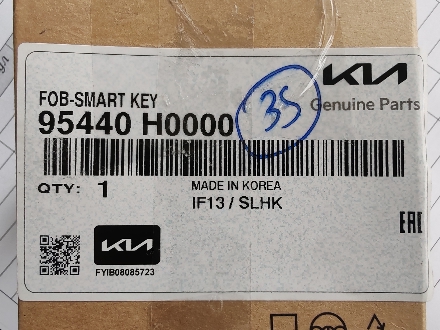 KIA
FOB-SMART KEY
Genuine Parts
95440 H0000
35
QTY: 1
MADE IN KOREA
IF13 / SLHK
EAC
KIA
FYIB08085723